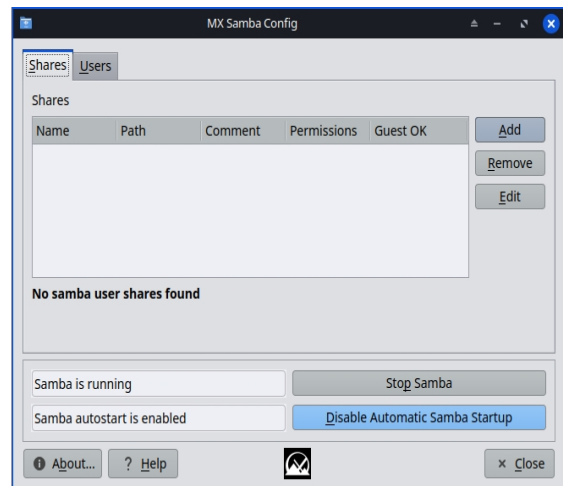 MX Samba Config
Shares Users
Shares
Name Path Comment Permissions Guest OK
Add
Remove
Edit
No samba user shares found
Samba is running
Stop Samba
Samba autostart is enabled
Disable Automatic Samba Startup
About... ? Help
Close